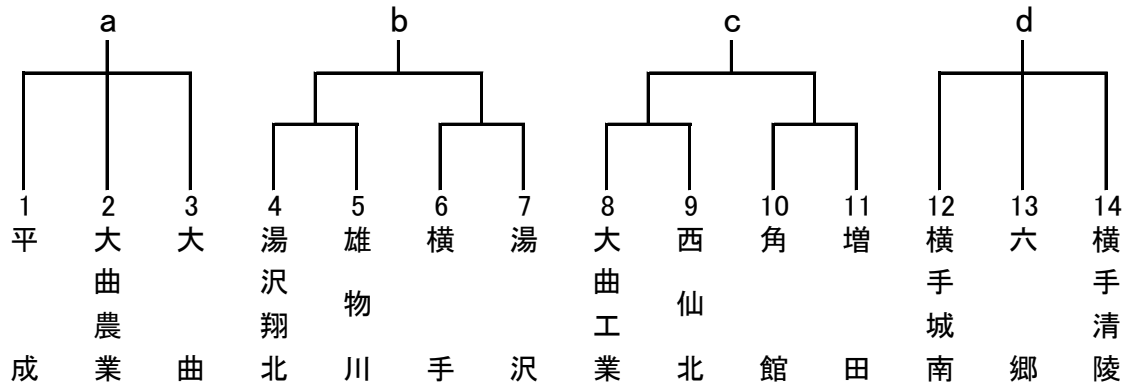 a b c d
1 2 3 4 5 6 7 8 9 10 11 12 13 14
平成
大曲農業
大曲
湯沢翔北
雄物川
横手
湯沢
大曲工業
西仙北
角館
増田
横手城南
六郷
横手清陵